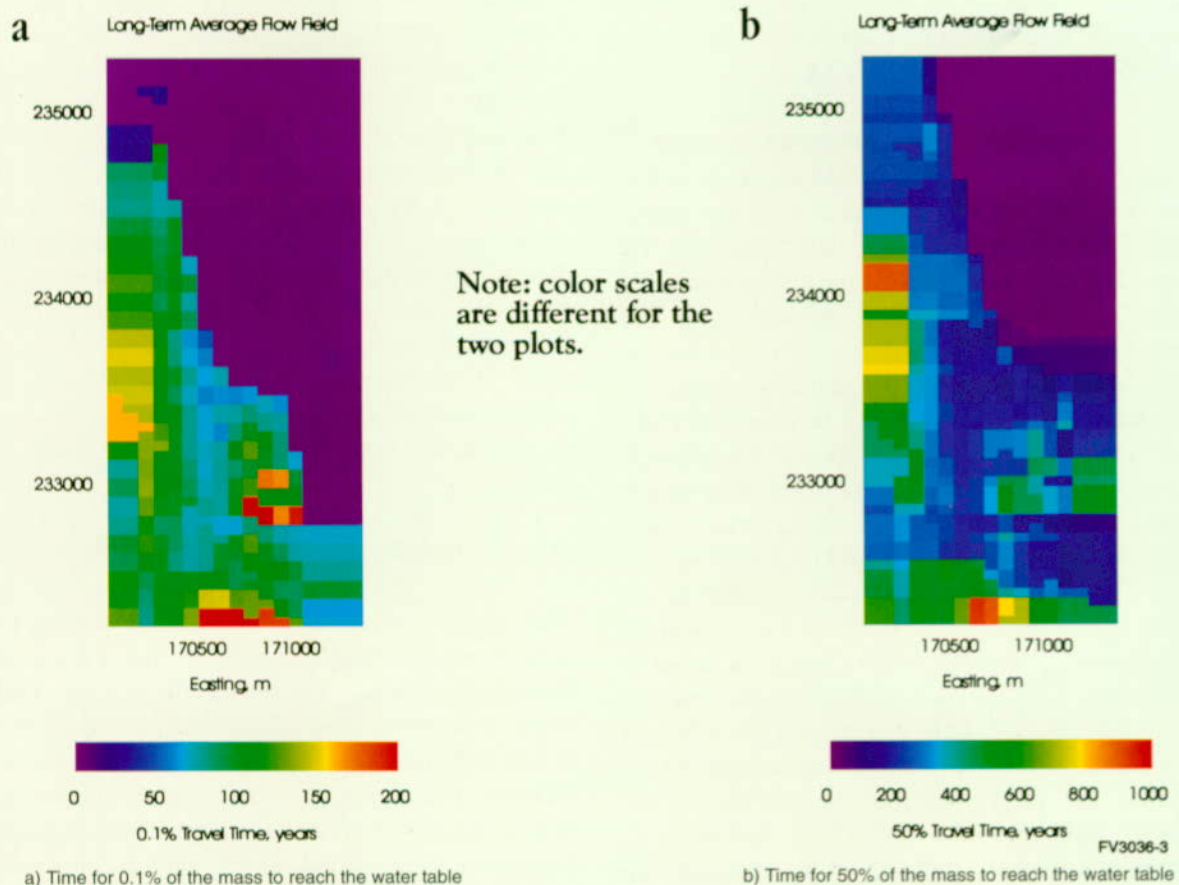 a
Long-Term Average Flow Field
235000
234000
233000
170500 171000
Easting, m
0 50 100 150 200
0.1% Travel Time, years
a) Time for 0.1% of the mass to reach the water table
Note: color scales
are different for the
two plots.
b
Long-Term Average Flow Field
235000
234000
233000
170500 171000
Easting, m
0 200 400 600 800 1000
50% Travel Time, years
FV3036-3
b) Time for 50% of the mass to reach the water table